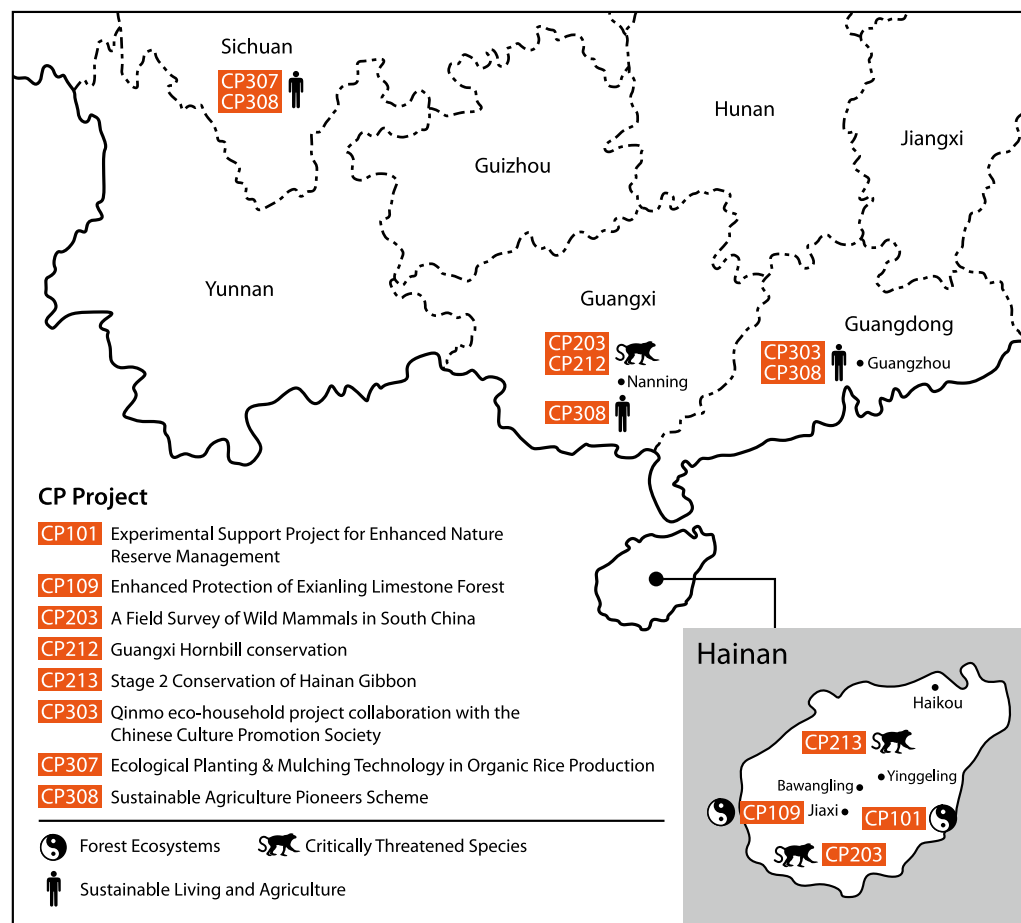 Sichuan
CP307
CP308
Hunan
Jiangxi
Guizhou
Yunnan
Guangxi
CP203
CP212
Nanning
CP308
Guangdong
CP303
CP308
Guangzhou
CP Project
CP101 Experimental Support Project for Enhanced Nature
Reserve Management
CP109 Enhanced Protection of Exianling Limestone Forest
CP203 A Field Survey of Wild Mammals in South China
CP212 Guangxi Hornbill conservation
CP213 Stage 2 Conservation of Hainan Gibbon
CP303 Qinmo eco-household project collaboration with the
Chinese Culture Promotion Society
CP307 Ecological Planting & Mulching Technology in Organic Rice Production
CP308 Sustainable Agriculture Pioneers Scheme
Forest Ecosystems
Critically Threatened Species
Sustainable Living and Agriculture
Hainan
Haikou
CP213
Yinggeling
Bawangling
CP109
Jiaxi
CP101
CP203